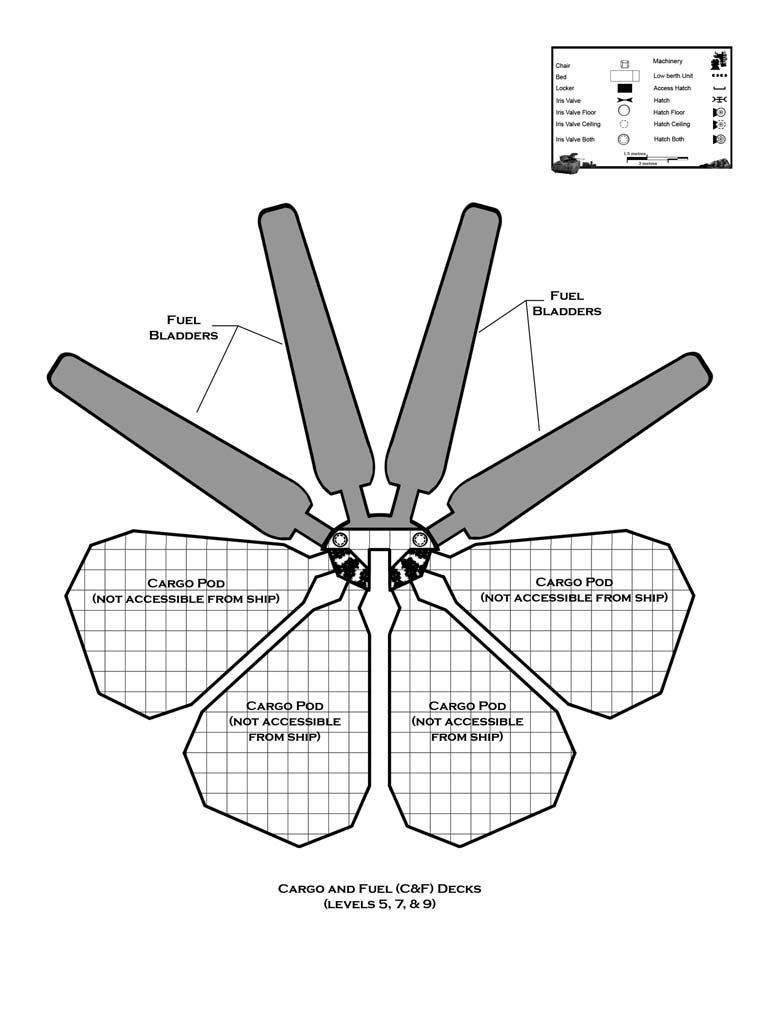 Chair
Machinery
Bed
Low berth Unit
Locker
Access Hatch
Iris Valve
Hatch
Iris Valve Floor
Hatch Floor
Iris Valve Ceiling
Hatch Ceiling
Iris Valve Both
Hatch Both
1.5 metres
3 metres
Fuel
Bladders
Fuel
Bladders
Cargo Pod
(not accessible from ship)
Cargo Pod
(not accessible from ship)
Cargo Pod
(not accessible
from ship)
Cargo Pod
(not accessible
from ship)
Cargo and Fuel (C&F) Decks
(levels 5, 7, & 9)